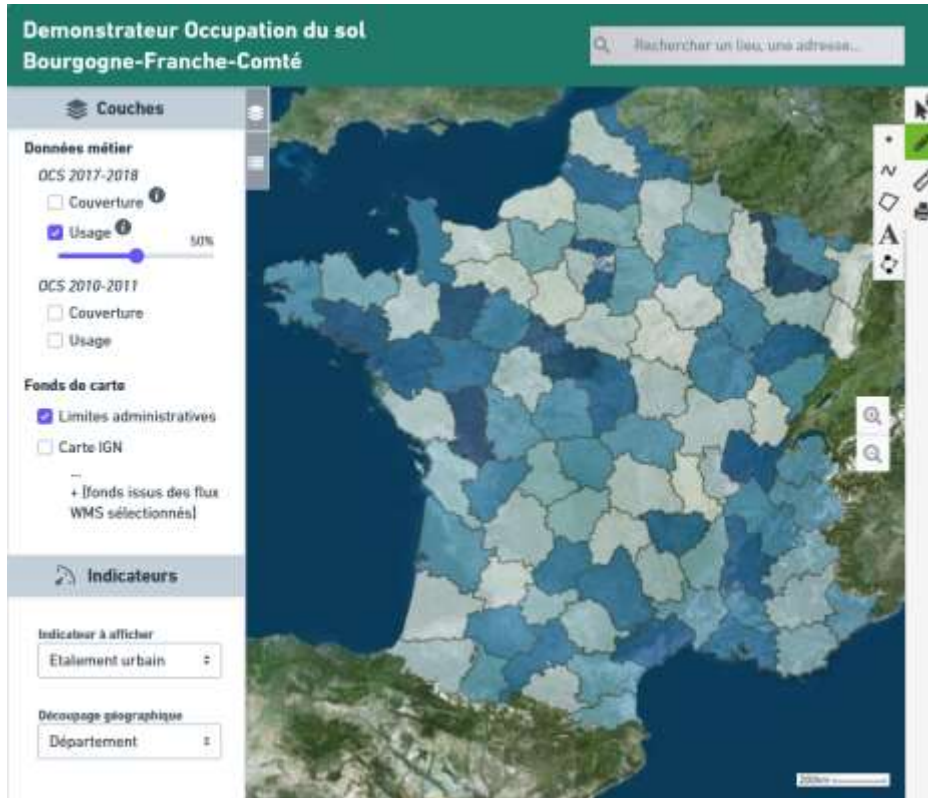 Demonstrateur Occupation du sol
Bourgogne-Franche-Comté
Rechercher un lieu, une adresse...
Couches
Données métier
OCS 2017-2018
Couverture
Usage
50%
OCS 2010-2011
Couverture
Usage
Fonds de carte
Limites administratives
Carte IGN
...
+ [fonds issus des flux
WMS sélectionnés]
Indicateurs
Indicateur à afficher
Etalement urbain
Découpage géographique
Département
A
200km